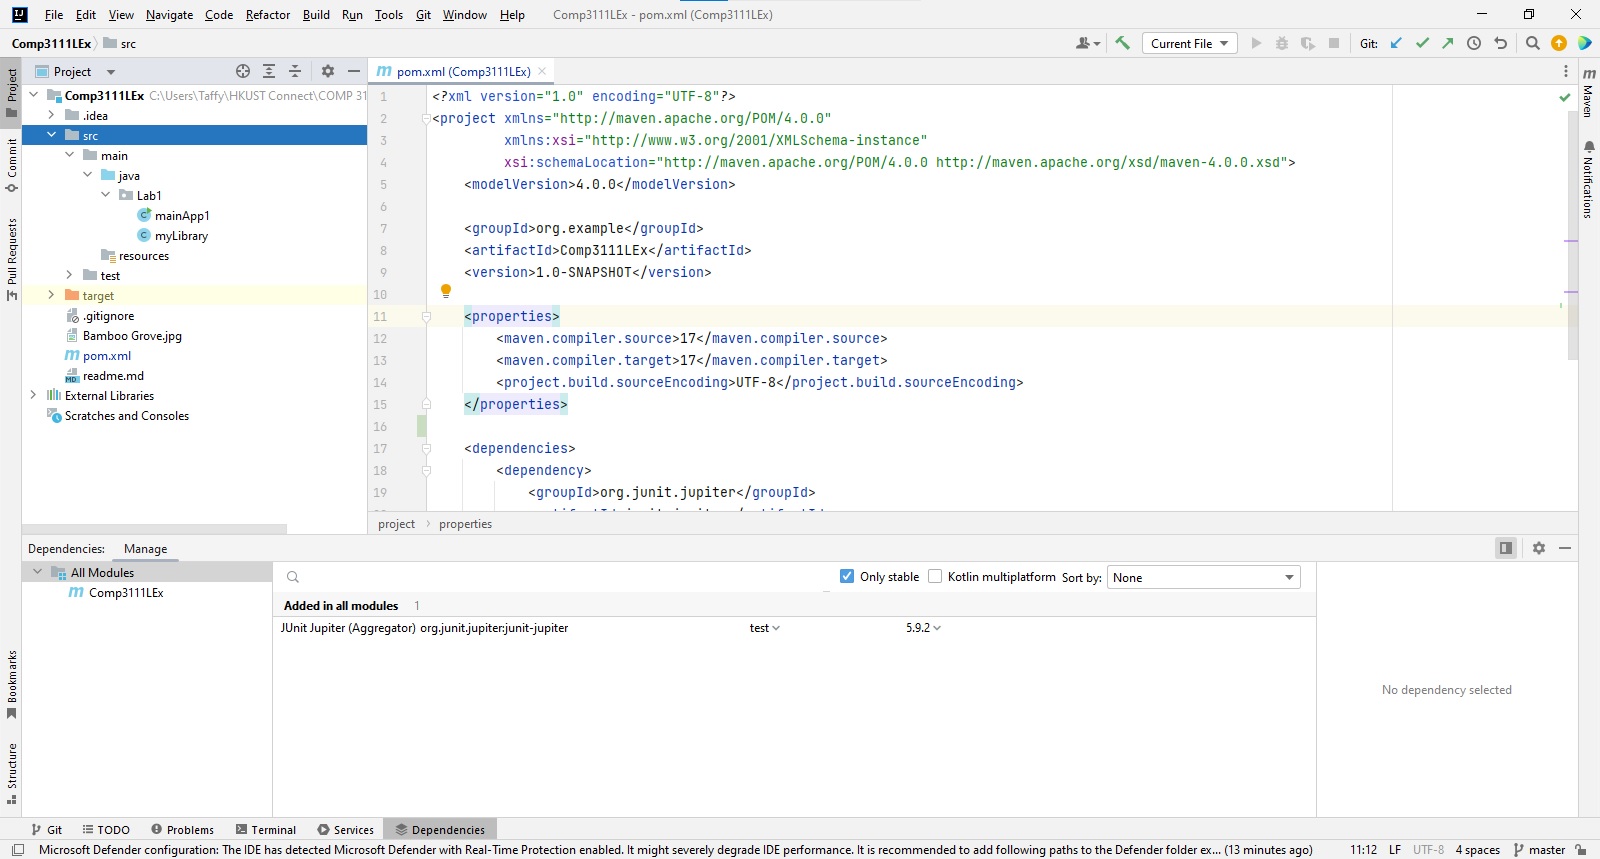 File Edit View Navigate Code Refactor Build Run Tools Git Window Help Comp3111LEx - pom.xml (Comp3111LEx)
Comp3111LEx src
Current File Git:
Project
pom.xml (Comp3111LEx)
Comp3111LEx C:\Users\Taffy\HKUST Connect\COMP 31
.idea
src
main
java
Lab1
mainApp1
myLibrary
resources
test
target
.gitignore
Bamboo Grove.jpg
pom.xml
readme.md
External Libraries
Scratches and Consoles
1 <?xml version="1.0" encoding="UTF-8"?>
2 <project xmlns="http://maven.apache.org/POM/4.0.0"
3 xmlns:xsi="http://www.w3.org/2001/XMLSchema-instance"
4 xsi:schemaLocation="http://maven.apache.org/POM/4.0.0 http://maven.apache.org/xsd/maven-4.0.0.xsd">
5 <modelVersion>4.0.0</modelVersion>
6
7 <groupId>org.example</groupId>
8 <artifactId>Comp3111LEx</artifactId>
9 <version>1.0-SNAPSHOT</version>
10
11 <properties>
12 <maven.compiler.source>17</maven.compiler.source>
13 <maven.compiler.target>17</maven.compiler.target>
14 <project.build.sourceEncoding>UTF-8</project.build.sourceEncoding>
15 </properties>
16
17 <dependencies>
18 <dependency>
19 <groupId>org.junit.jupiter</groupId>
project properties
Project
Commit
Pull Requests
Bookmarks
Structure
Maven
Notifications
Dependencies: Manage
All Modules
Comp3111LEx
Only stable Kotlin multiplatform Sort by: None
Added in all modules 1
JUnit Jupiter (Aggregator) org.junit.jupiter:junit-jupiter test 5.9.2
No dependency selected
Git TODO Problems Terminal Services Dependencies
Microsoft Defender configuration: The IDE has detected Microsoft Defender with Real-Time Protection enabled. It might severely degrade IDE performance. It is recommended to add following paths to the Defender folder ex... (13 minutes ago) 11:12 LF UTF-8 4 spaces master